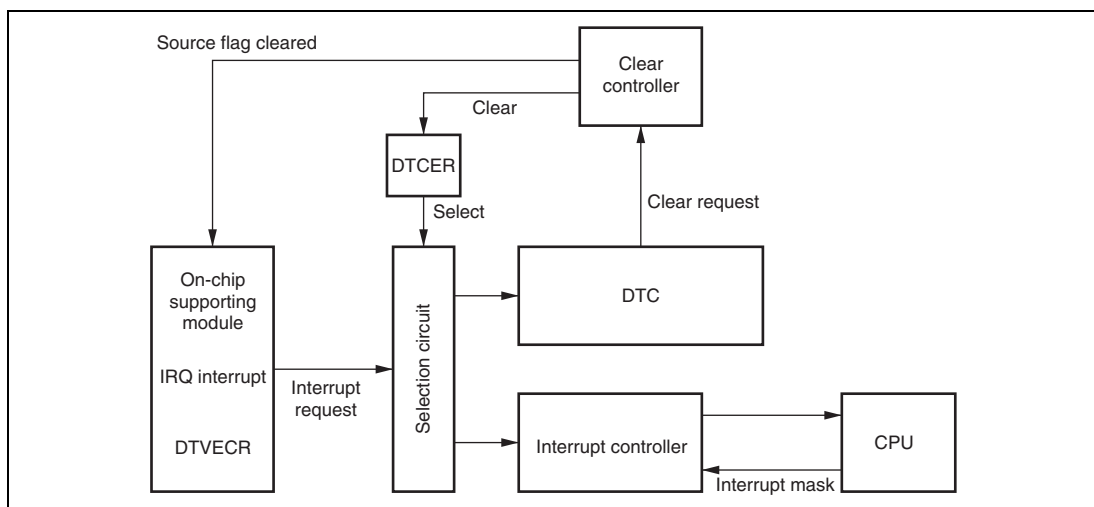 Source flag cleared
Clear
controller
Clear
DTCER
Clear request
Select
On-chip
supporting
module
IRQ interrupt
DTVECR
Interrupt
request
Selection circuit
DTC
Interrupt controller
CPU
Interrupt mask